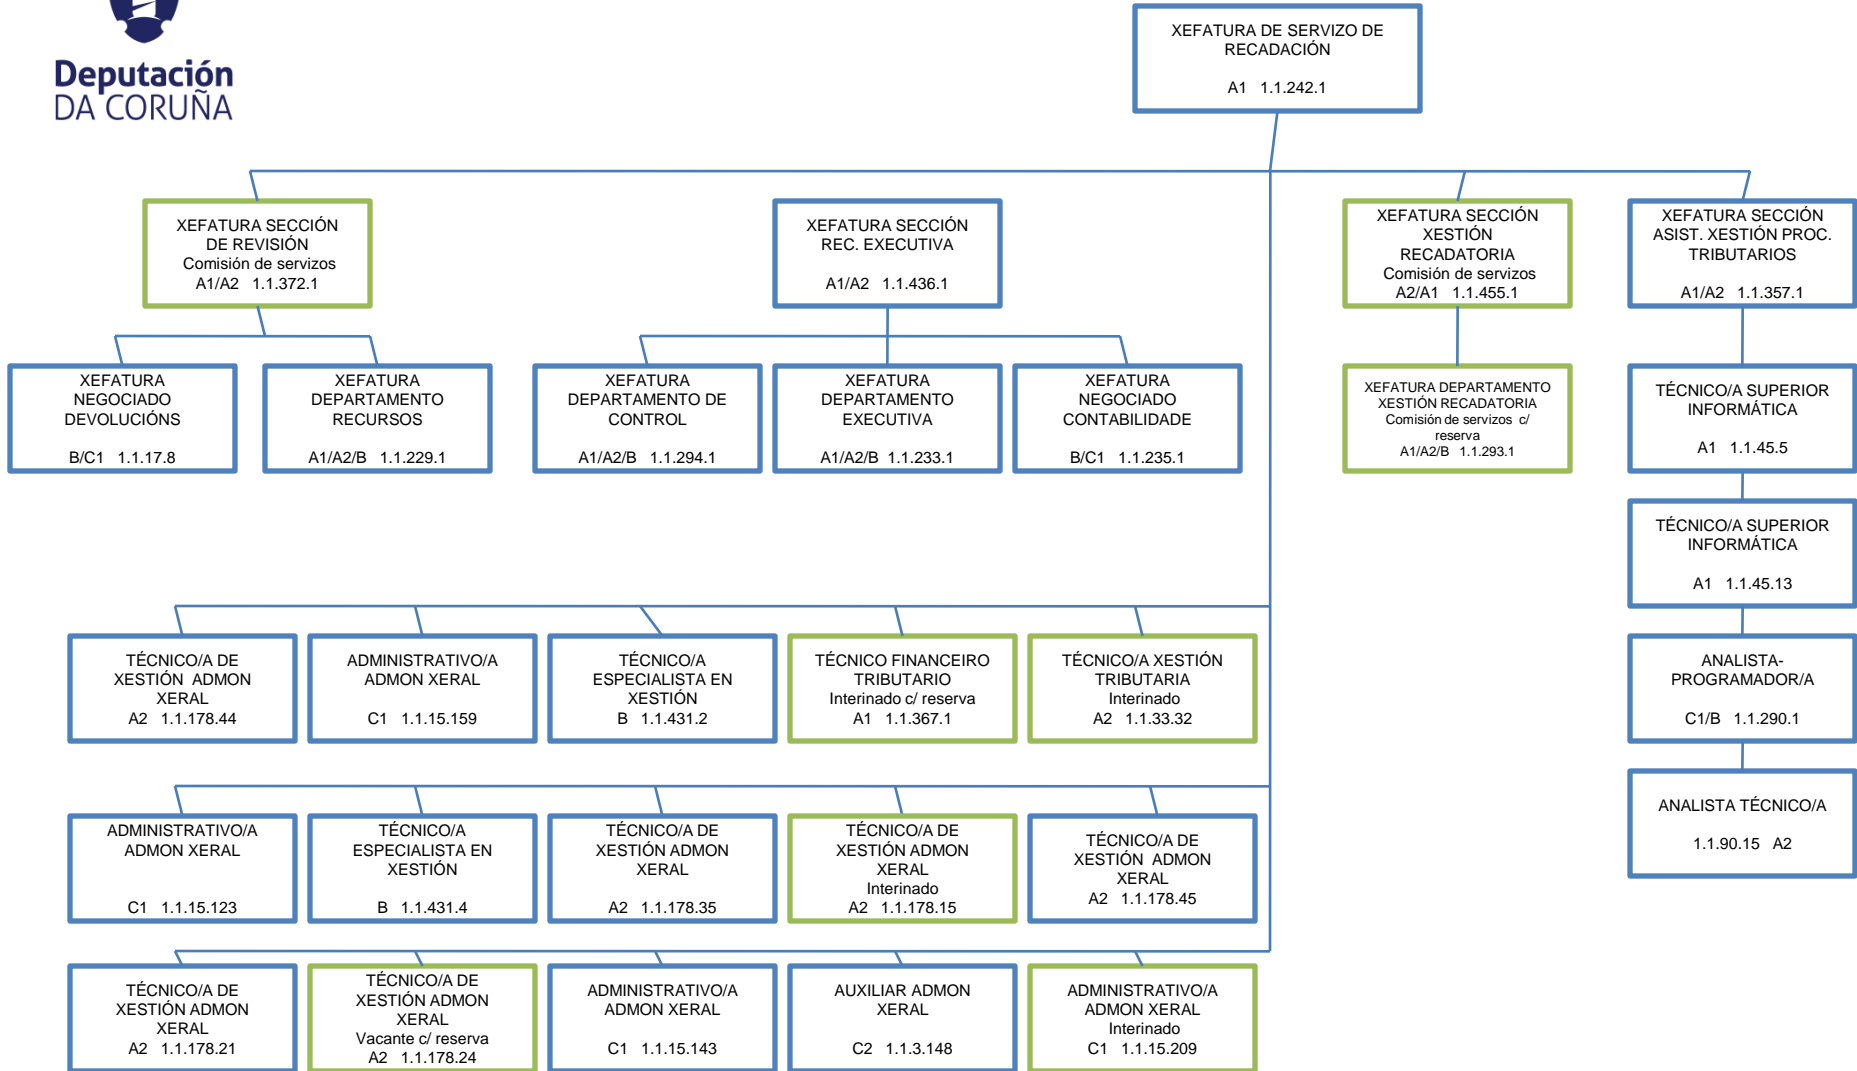 Deputación
DA CORUÑA
XEFATURA DE SERVIZO DE
RECADACIÓN
A1 1.1.242.1
XEFATURA SECCIÓN
DE REVISIÓN
Comisión de servizos
A1/A2 1.1.372.1
XEFATURA SECCIÓN
REC. EXECUTIVA
A1/A2 1.1.436.1
XEFATURA SECCIÓN
XESTIÓN
RECADATORIA
Comisión de servizos
A2/A1 1.1.455.1
XEFATURA SECCIÓN
ASIST. XESTIÓN PROC.
TRIBUTARIOS
A1/A2 1.1.357.1
XEFATURA
NEGOCIADO
DEVOLUCIÓNS
B/C1 1.1.17.8
XEFATURA
DEPARTAMENTO
RECURSOS
A1/A2/B 1.1.229.1
XEFATURA
DEPARTAMENTO DE
CONTROL
A1/A2/B 1.1.294.1
XEFATURA
DEPARTAMENTO
EXECUTIVA
A1/A2/B 1.1.233.1
XEFATURA
NEGOCIADO
CONTABILIDADE
B/C1 1.1.235.1
XEFATURA DEPARTAMENTO
XESTIÓN RECADATORIA
Comisión de servizos c/
reserva
A1/A2/B 1.1.293.1
TÉCNICO/A SUPERIOR
INFORMÁTICA
A1 1.1.45.5
TÉCNICO/A SUPERIOR
INFORMÁTICA
A1 1.1.45.13
TÉCNICO/A DE
XESTIÓN ADMON
XERAL
A2 1.1.178.44
ADMINISTRATIVO/A
ADMON XERAL
C1 1.1.15.159
TÉCNICO/A
ESPECIALISTA EN
XESTIÓN
B 1.1.431.2
TÉCNICO FINANCEIRO
TRIBUTARIO
Interinado c/ reserva
A1 1.1.367.1
TÉCNICO/A XESTIÓN
TRIBUTARIA
Interinado
A2 1.1.33.32
ANALISTA-
PROGRAMADOR/A
C1/B 1.1.290.1
ADMINISTRATIVO/A
ADMON XERAL
C1 1.1.15.123
TÉCNICO/A
ESPECIALISTA EN
XESTIÓN
B 1.1.431.4
TÉCNICO/A DE
XESTIÓN ADMON
XERAL
A2 1.1.178.35
TÉCNICO/A DE
XESTIÓN ADMON
XERAL
Interinado
A2 1.1.178.15
TÉCNICO/A DE
XESTIÓN ADMON
XERAL
A2 1.1.178.45
ANALISTA TÉCNICO/A
1.1.90.15 A2
TÉCNICO/A DE
XESTIÓN ADMON
XERAL
A2 1.1.178.21
TÉCNICO/A DE
XESTIÓN ADMON
XERAL
Vacante c/ reserva
A2 1.1.178.24
ADMINISTRATIVO/A
ADMON XERAL
C1 1.1.15.143
AUXILIAR ADMON
XERAL
C2 1.1.3.148
ADMINISTRATIVO/A
ADMON XERAL
Interinado
C1 1.1.15.209